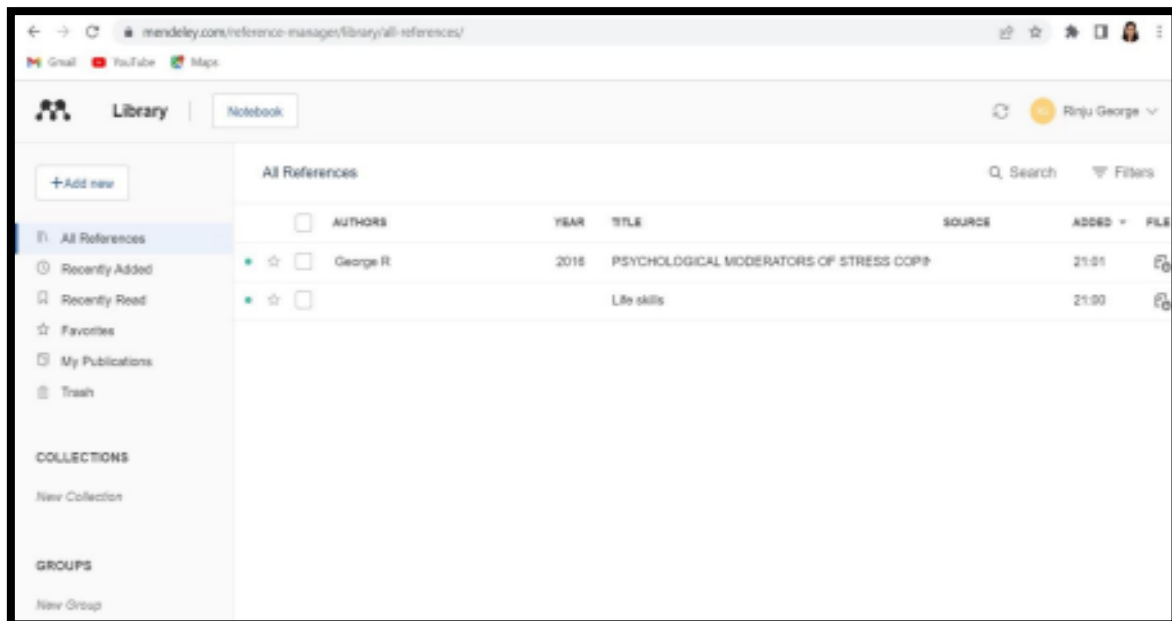 mendeley.com/reference-manager/library/all-references/
Gmail YouTube Maps
Library Notebook Rinju George
+Add new
All References Search Filters
AUTHORS YEAR TITLE SOURCE ADDED FILE
All References
George R 2016 PSYCHOLOGICAL MODERATORS OF STRESS COPIN 21:01
Recently Added
Life skills 21:00
Recently Read
Favorites
My Publications
Trash
COLLECTIONS
New Collection
GROUPS
New Group